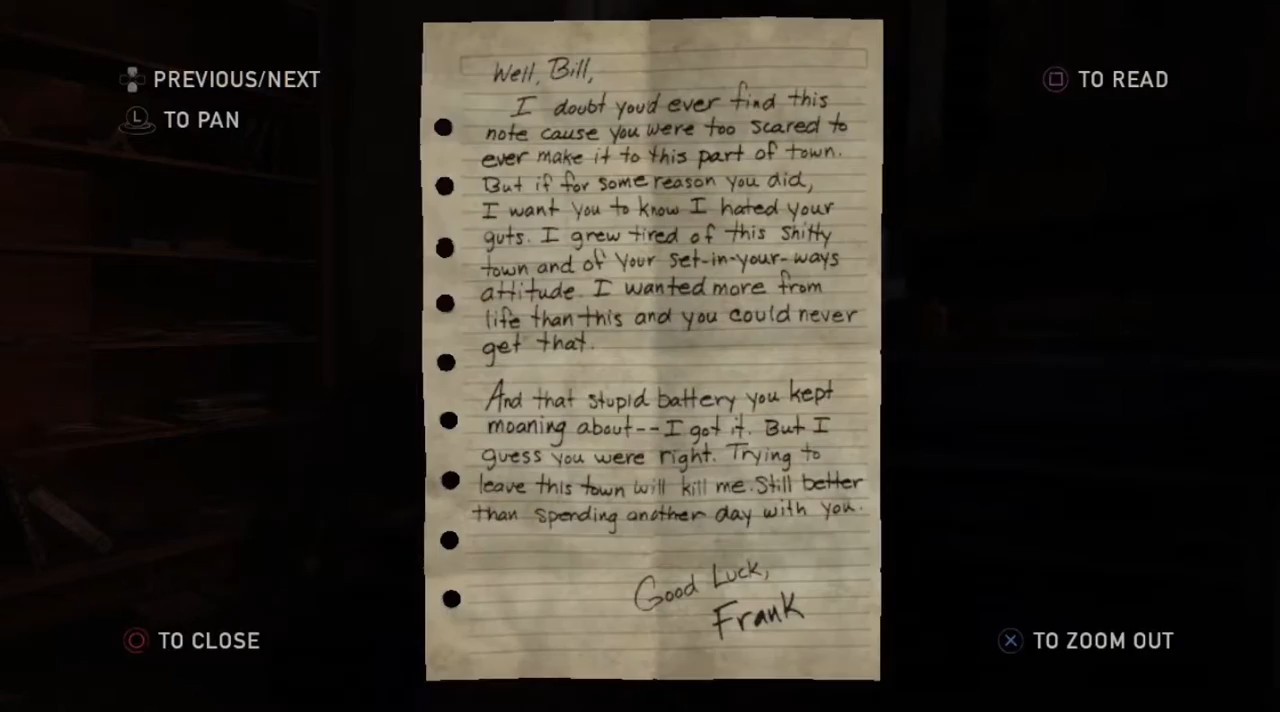 PREVIOUS/NEXT
L TO PAN
TO READ
Well, Bill,
I doubt youd ever find this
note cause you were too scared to
ever make it to this part of town.
But if for some reason you did,
I want you to know I hated your
guts. I grew tired of this shitty
town and of your set-in-your-ways
attitude. I wanted more from
life than this and you could never
get that.
And that stupid battery you kept
moaning about--I got it. But I
guess you were right. Trying to
leave this town will kill me. Still better
than spending another day with you.
Good Luck,
Frank
TO CLOSE
TO ZOOM OUT